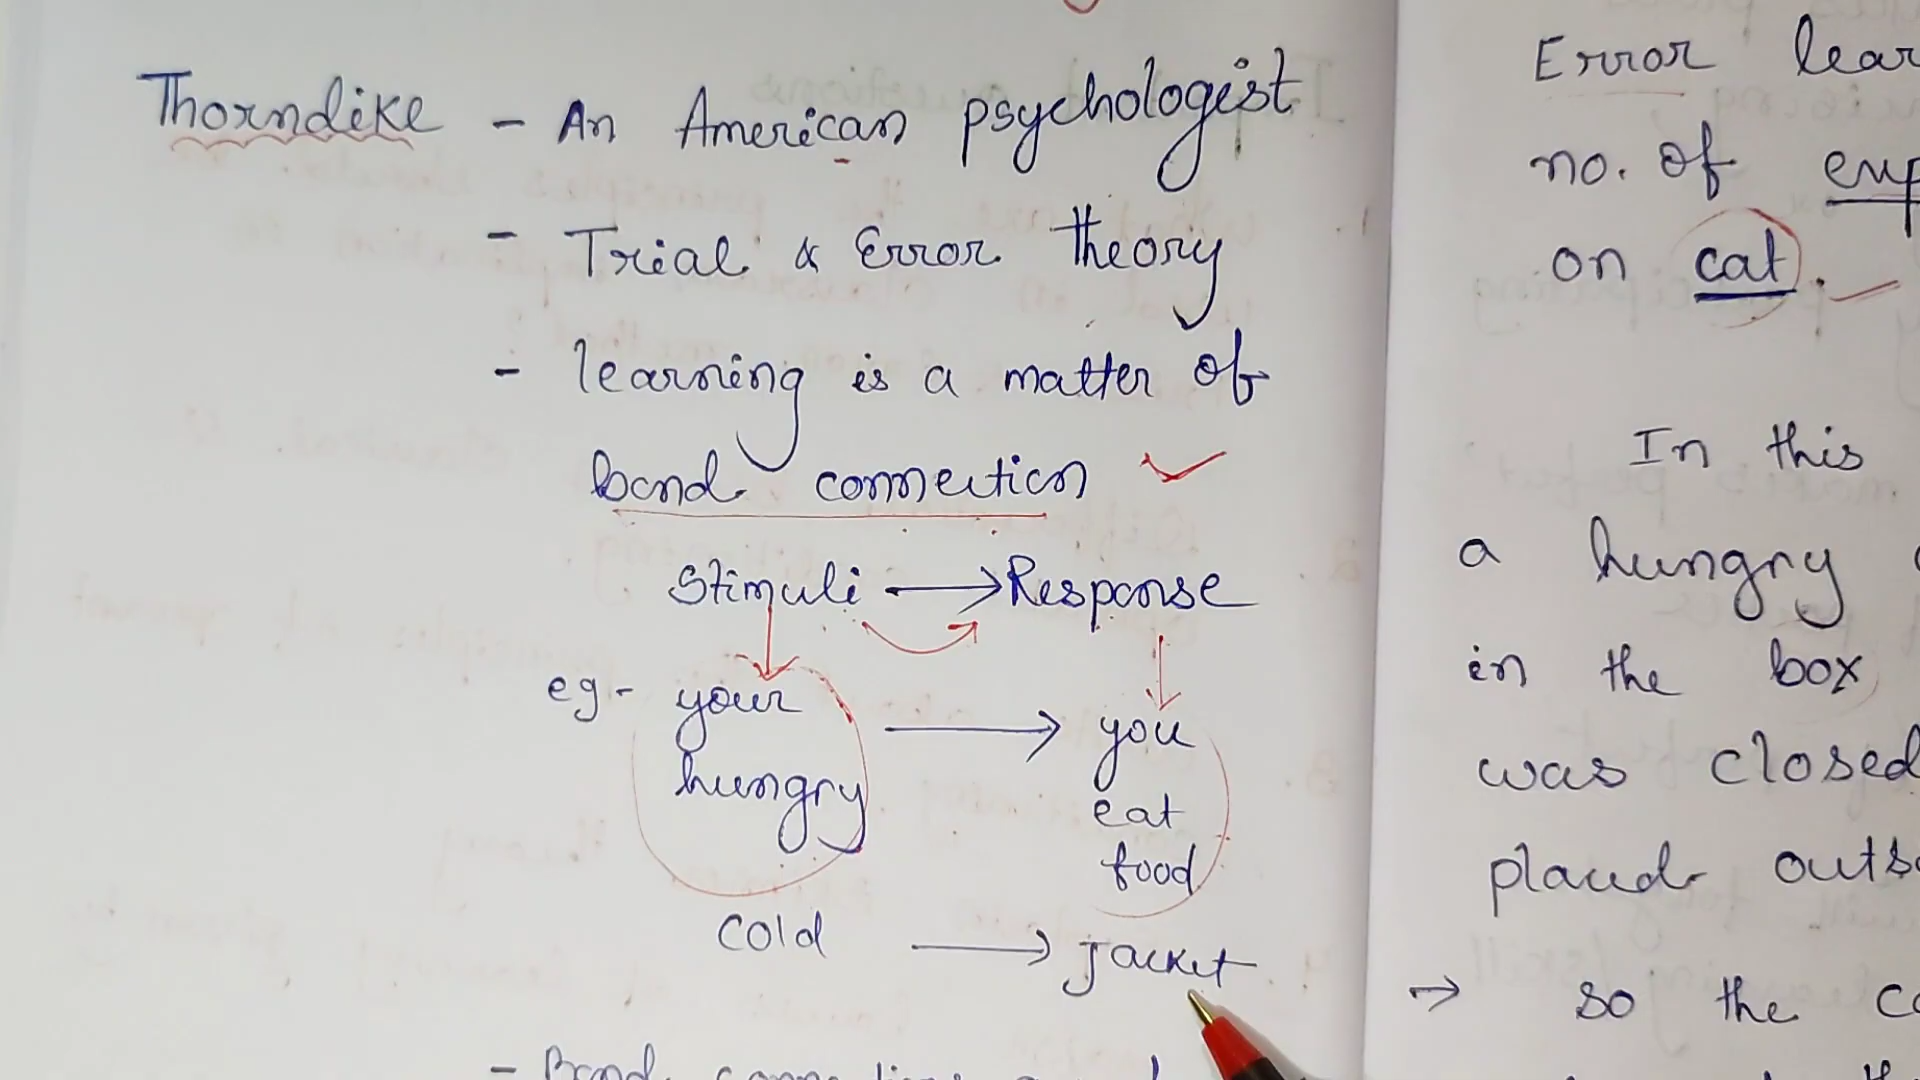 Thorndike - An American psychologist
- Trial & Error theory
- learning is a matter of
bond connection
Stimuli → Response
eg - your → you
hungry eat
food
cold → Jacket
- Bond
Error
no. of
on cat.
In this
a hungry
in the box
was closed
placed
→ so the